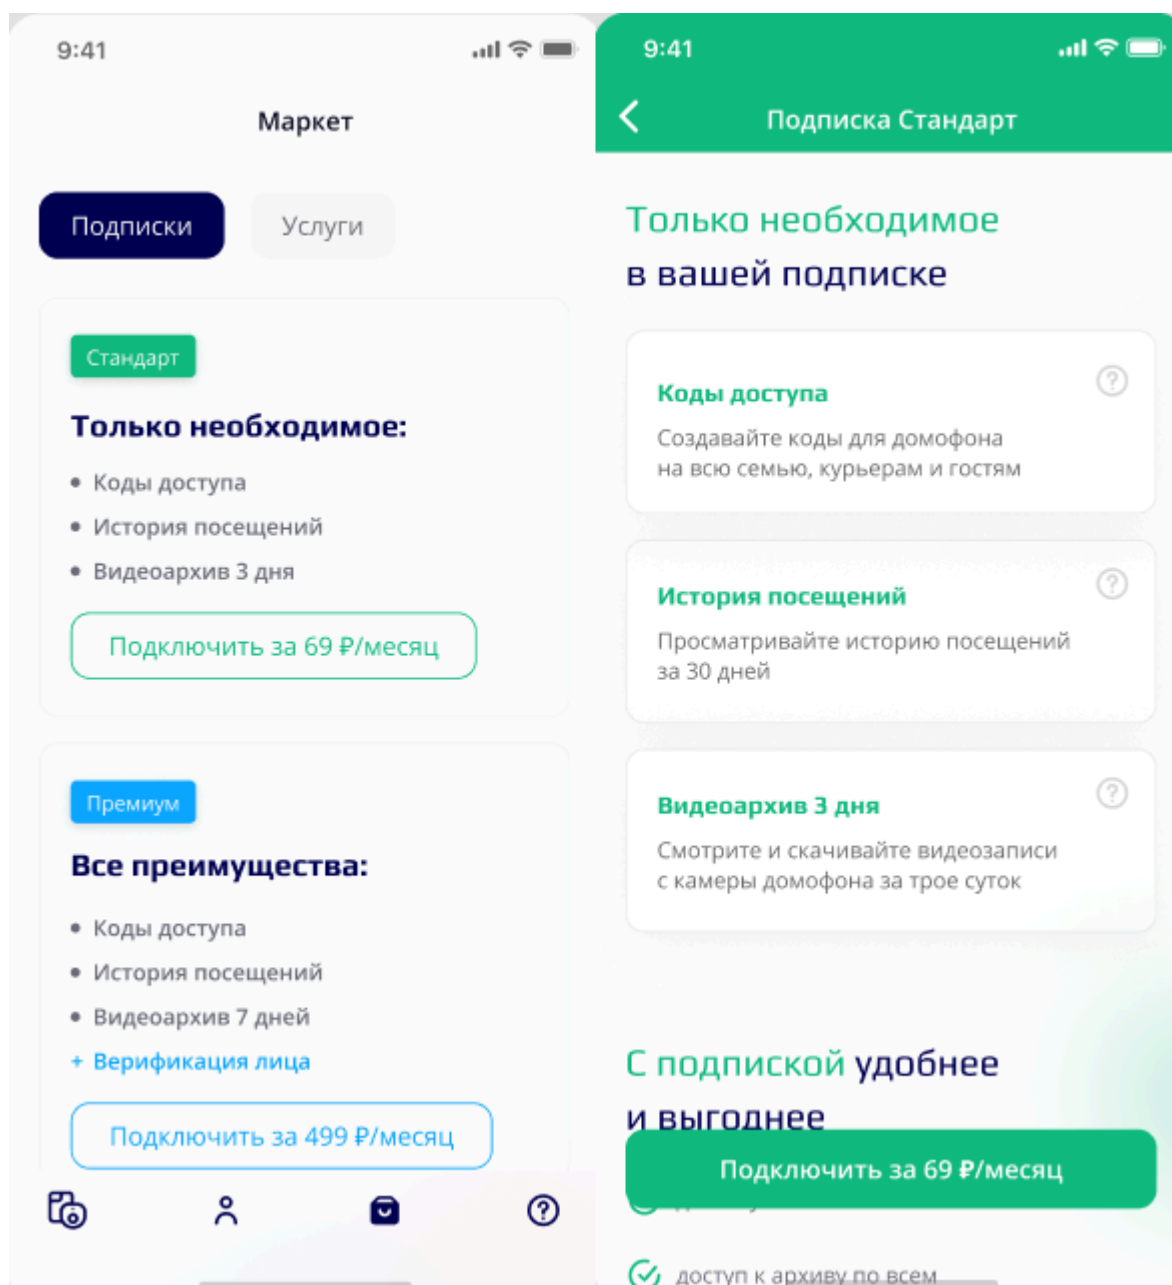 9:41
Маркет
Подписки
Услуги
Стандарт
Только необходимое:
• Коды доступа
• История посещений
• Видеоархив 3 дня
Подключить за 69 ₽/месяц
Премиум
Все преимущества:
• Коды доступа
• История посещений
• Видеоархив 7 дней
+ Верификация лица
Подключить за 499 ₽/месяц
9:41
Подписка Стандарт
Только необходимое
в вашей подписке
Коды доступа
Создавайте коды для домофона
на всю семью, курьерам и гостям
История посещений
Просматривайте историю посещений
за 30 дней
Видеоархив 3 дня
Смотрите и скачивайте видеозаписи
с камеры домофона за трое суток
С подпиской удобнее
и выгоднее
Подключить за 69 ₽/месяц
доступ к архиву по всем